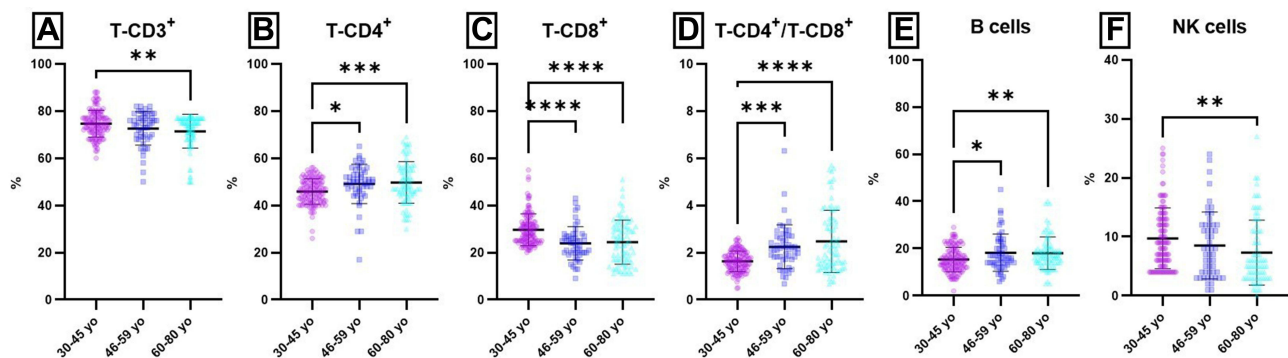 A T-CD3⁺
**
100
80
60
40
20
0
%
30-45 yo
46-59 yo
60-80 yo
B T-CD4⁺
***
*
100
80
60
40
20
0
%
30-45 yo
46-59 yo
60-80 yo
C T-CD8⁺
****
****
100
80
60
40
20
0
%
30-45 yo
46-59 yo
60-80 yo
D T-CD4⁺/T-CD8⁺
****
***
10
8
6
4
2
0
%
30-45 yo
46-59 yo
60-80 yo
E B cells
**
*
100
80
60
40
20
0
%
30-45 yo
46-59 yo
60-80 yo
F NK cells
**
40
30
20
10
0
%
30-45 yo
46-59 yo
60-80 yo